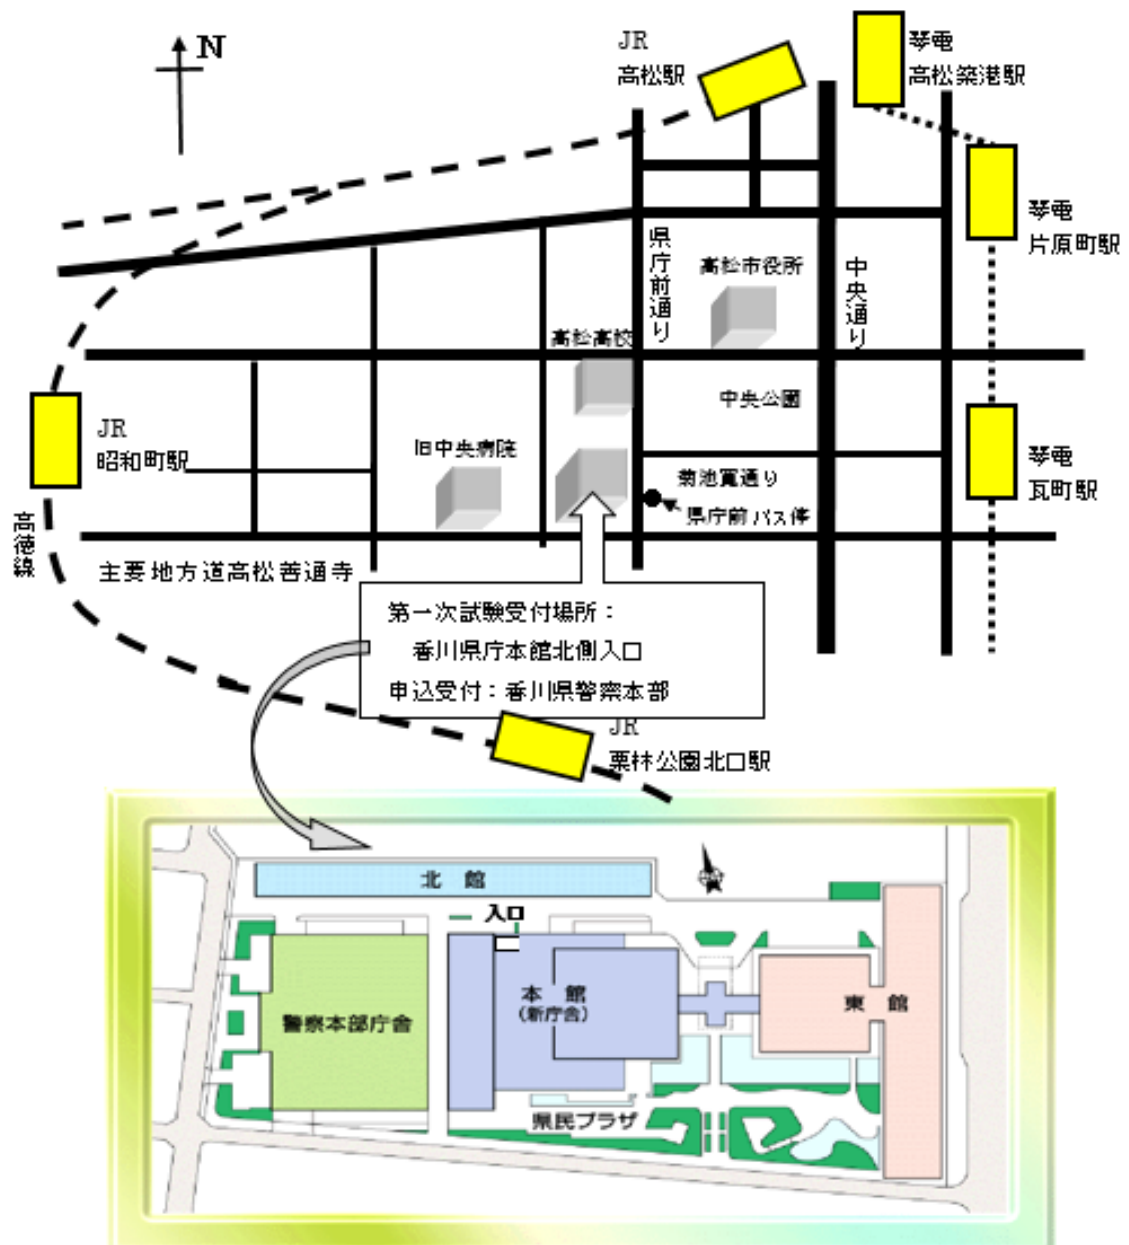 N
JR
高松駅
琴電
高松築港駅
琴電
片原町駅
県庁前通り
高松市役所
中央通り
高松高校
中央公園
JR
昭和町駅
旧中央病院
琴電
瓦町駅
菊池寛通り
県庁前バス停
高徳線
主要地方道高松善通寺
第一次試験受付場所：
香川県庁本館北側入口
申込受付：香川県警察本部
JR
栗林公園北口駅
北館
入口
本館
(新庁舎)
東館
警察本部庁舎
県民プラザ